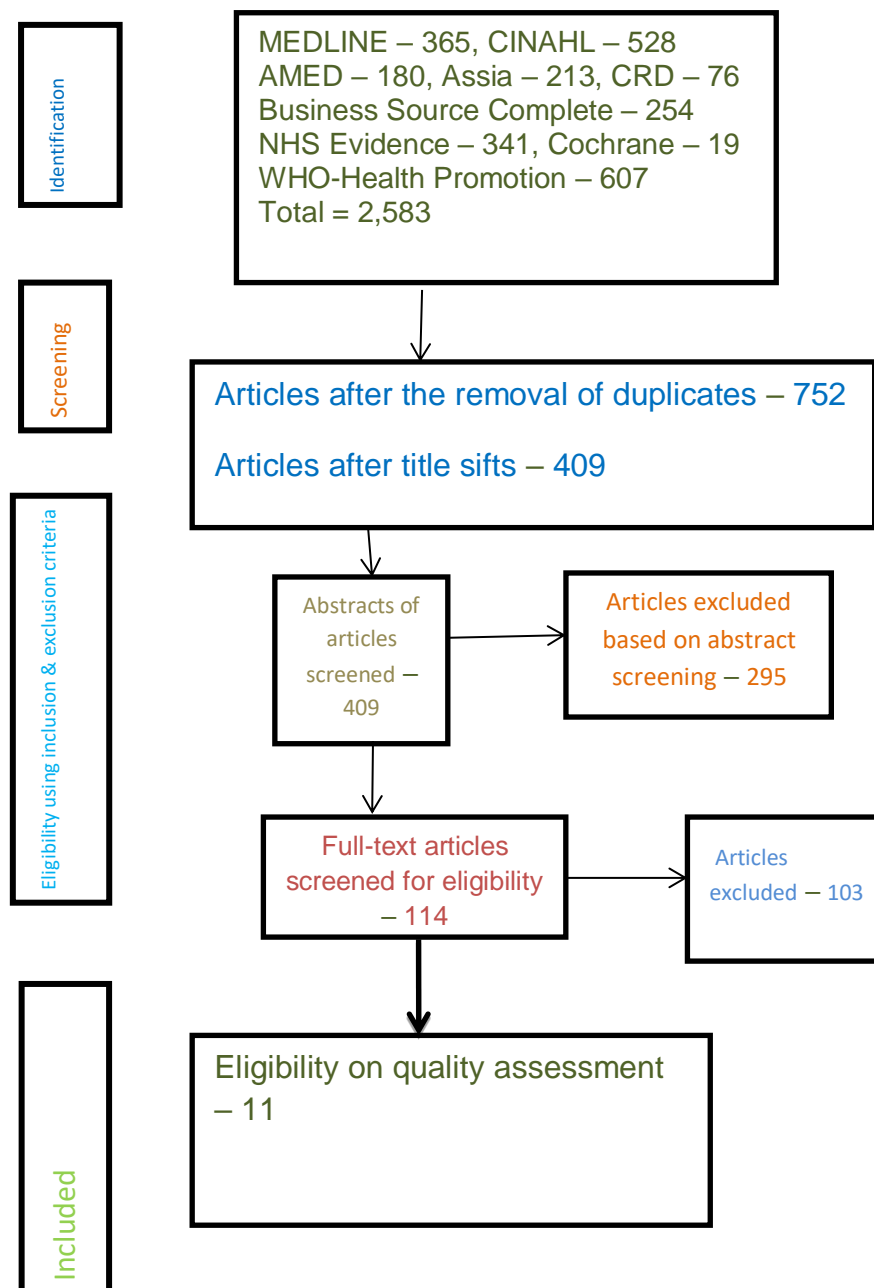 Identification
MEDLINE – 365, CINAHL – 528
AMED – 180, Assia – 213, CRD – 76
Business Source Complete – 254
NHS Evidence – 341, Cochrane – 19
WHO-Health Promotion – 607
Total = 2,583
Screening
Articles after the removal of duplicates – 752
Articles after title sifts – 409
Eligibility using inclusion & exclusion criteria
Abstracts of
articles
screened –
409
Articles excluded
based on abstract
screening – 295
Full-text articles
screened for eligibility
– 114
Articles
excluded – 103
Included
Eligibility on quality assessment
– 11